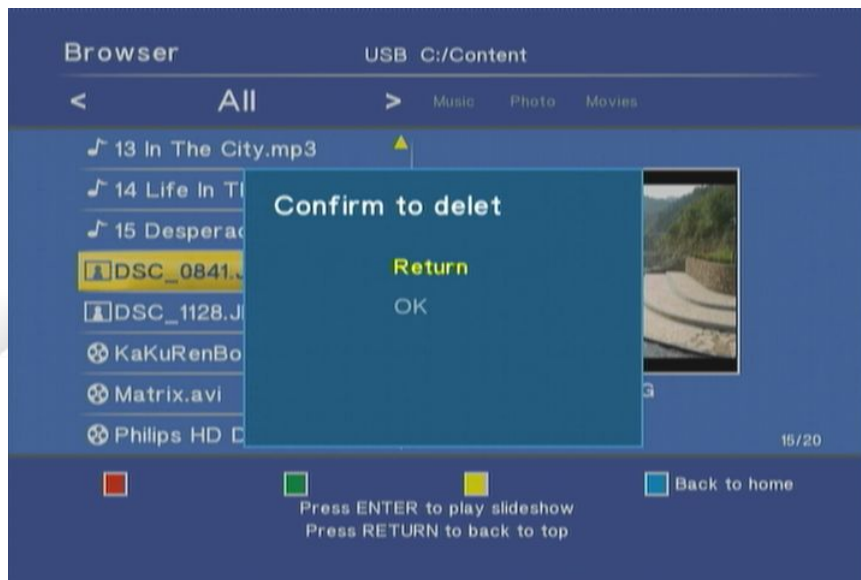 Browser USB C:/Content
< All > Music Photo Movies
13 In The City.mp3
14 Life In T
15 Despera
DSC_0841.
DSC_1128.J
KaKuRenBo
Matrix.avi
Philips HD D
Confirm to delet
Return
OK
G
15/20
Back to home
Press ENTER to play slideshow
Press RETURN to back to top